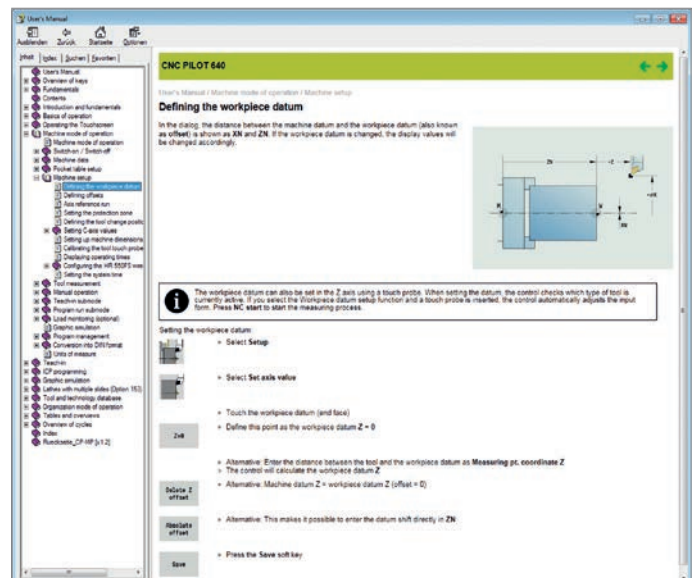 User's Manual
Ausblenden Zurück Startseite Optionen
Inhalt Index Suchen Favoriten
User's Manual
Overview of keys
Fundamentals
Contents
Introduction and fundamentals
Basics of operation
Operating the Touchscreen
Machine mode of operation
Machine mode of operation
Switch-on / Switch-off
Machine data
Pocket table setup
Machine setup
Defining the workpiece datum
Defining offsets
Axis reference run
Setting the protection zone
Defining the tool change positio
Setting C-axis values
Setting up machine dimensions
Calibrating the tool touch probe
Displaying operating times
Configuring the HR 550FS
Setting the system time
Tool measurement
Manual operation
Teach-in submode
Program run submode
Load monitoring (optional)
Graphic simulation
Program management
Conversion into DIN format
Units of measure
Teach-in
ICP programming
Graphic simulation
Lathes with multiple slides (Option 153)
Tool and technology database
Organization mode of operation
Tables and overviews
Overview of cycles
Index
CNC PILOT 640
User's Manual / Machine mode of operation / Machine setup
Defining the workpiece datum
In the dialog, the distance between the machine datum and the workpiece datum (also known
as offset) is shown as XN and ZN. If the workpiece datum is changed, the display values will
be changed accordingly.
ZN
-Z
M
W
XN
i
The workpiece datum can also be set in the Z axis using a touch probe. When setting the datum, the control checks which type of tool is
currently active. If you select the Workpiece datum setup function and a touch probe is inserted, the control automatically adjusts the input
form. Press NC start to start the measuring process.
Setting the workpiece datum:
» Select Setup
» Select Set axis value
» Touch the workpiece datum (end face)
Z=0
» Define this point as the workpiece datum Z = 0
» Alternative: Enter the distance between the tool and the workpiece datum as Measuring pt. coordinate Z
» The control will calculate the workpiece datum Z
Delete Z
offset
» Alternative: Machine datum Z = workpiece datum Z (offset = 0)
Absolute
offset
» Alternative: This makes it possible to enter the datum shift directly in ZN
Save
» Press the Save soft key